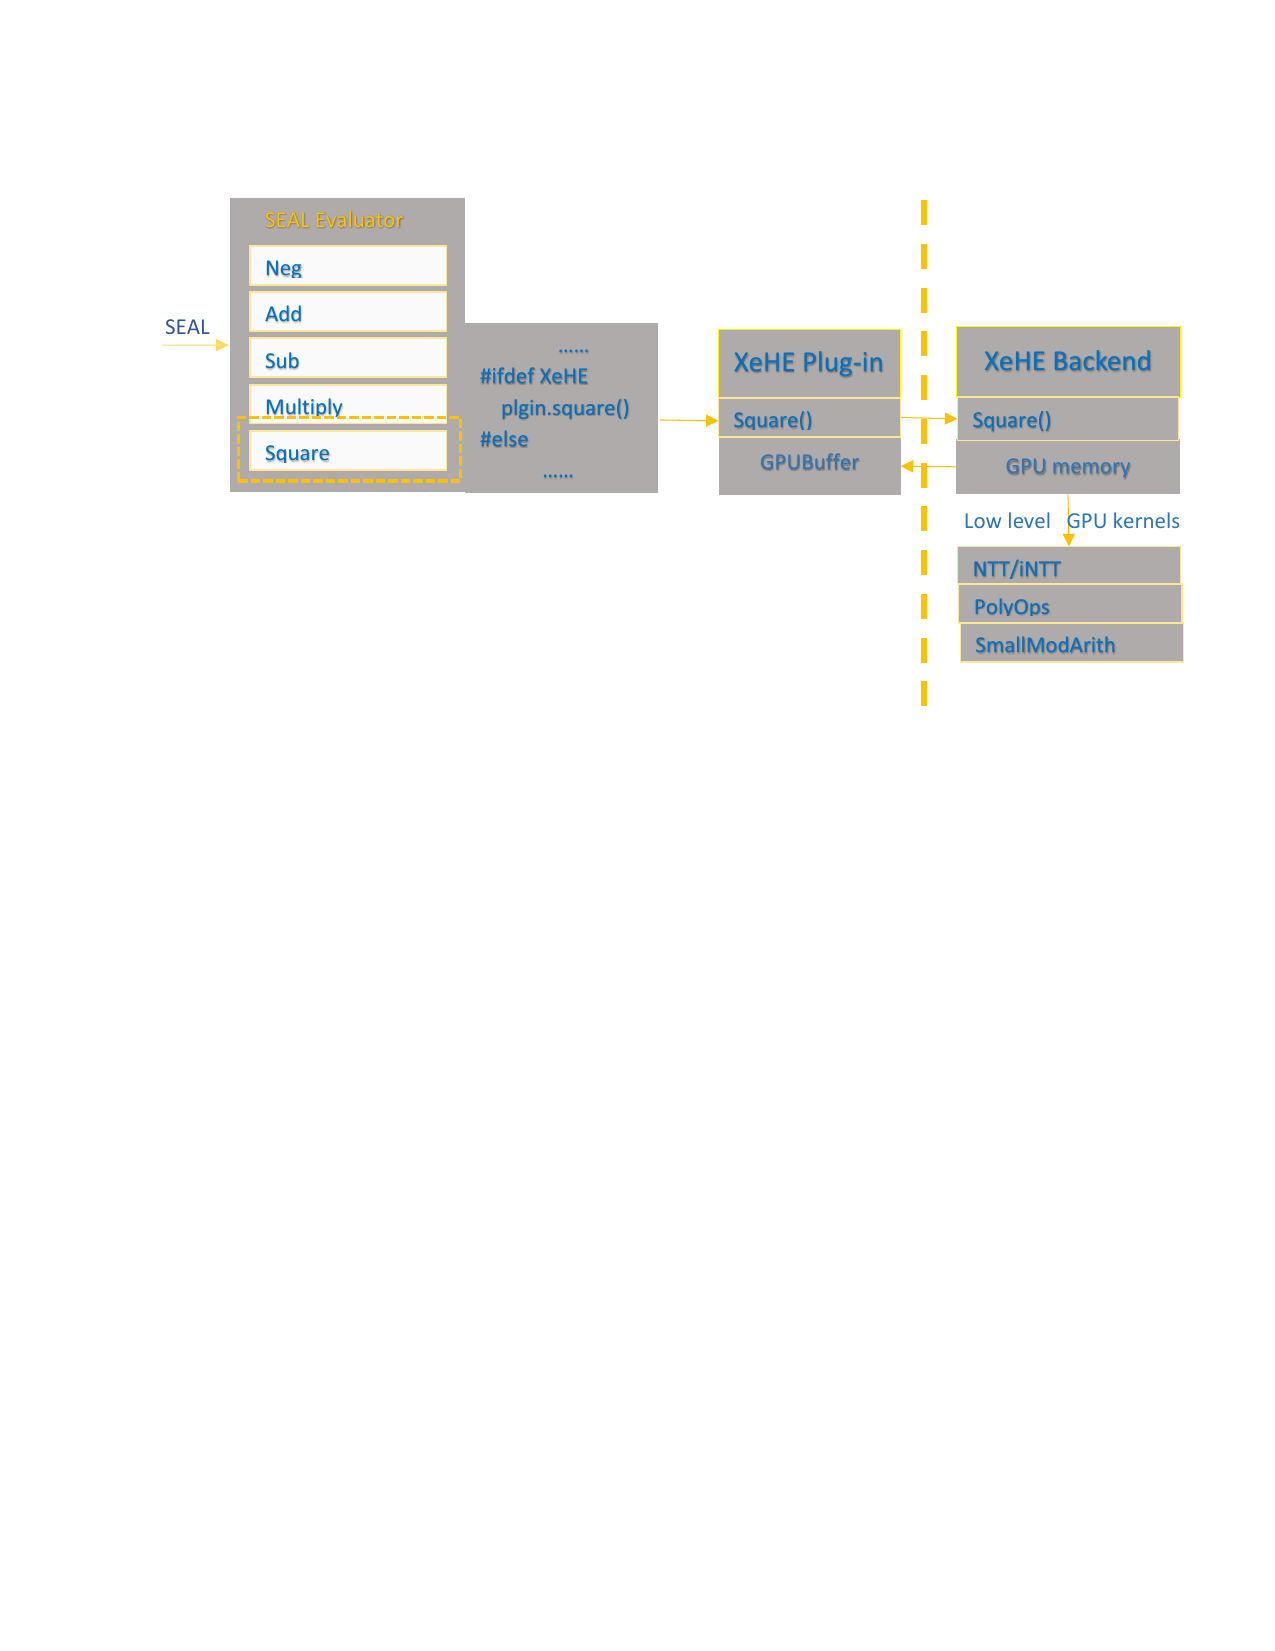 SEAL
SEAL Evaluator
Neg
Add
Sub
Multiply
Square
......
#ifdef XeHE
plgin.square()
#else
......
XeHE Plug-in
Square()
GPUBuffer
XeHE Backend
Square()
GPU memory
Low level GPU kernels
NTT/iNTT
PolyOps
SmallModArith